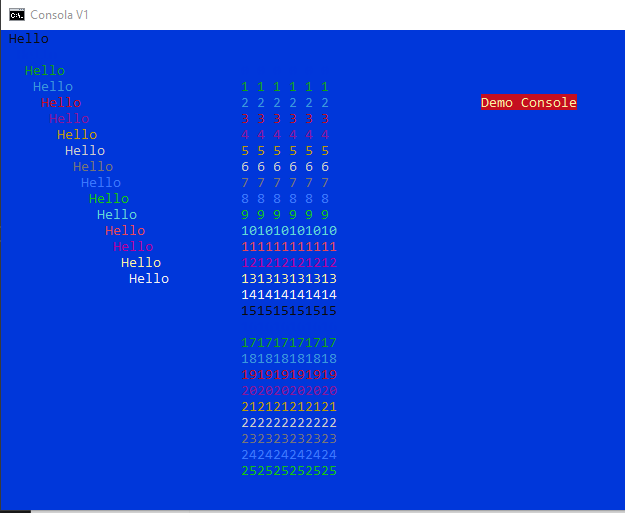 Consola V1
Hello
Hello
Hello 1 1 1 1 1 1
Hello 2 2 2 2 2 2 Demo Console
Hello 3 3 3 3 3 3
Hello 4 4 4 4 4 4
Hello 5 5 5 5 5 5
Hello 6 6 6 6 6 6
Hello 7 7 7 7 7 7
Hello 8 8 8 8 8 8
Hello 9 9 9 9 9 9
Hello 101010101010
Hello 111111111111
Hello 121212121212
Hello 131313131313
141414141414
151515151515
171717171717
181818181818
191919191919
202020202020
212121212121
222222222222
232323232323
242424242424
252525252525